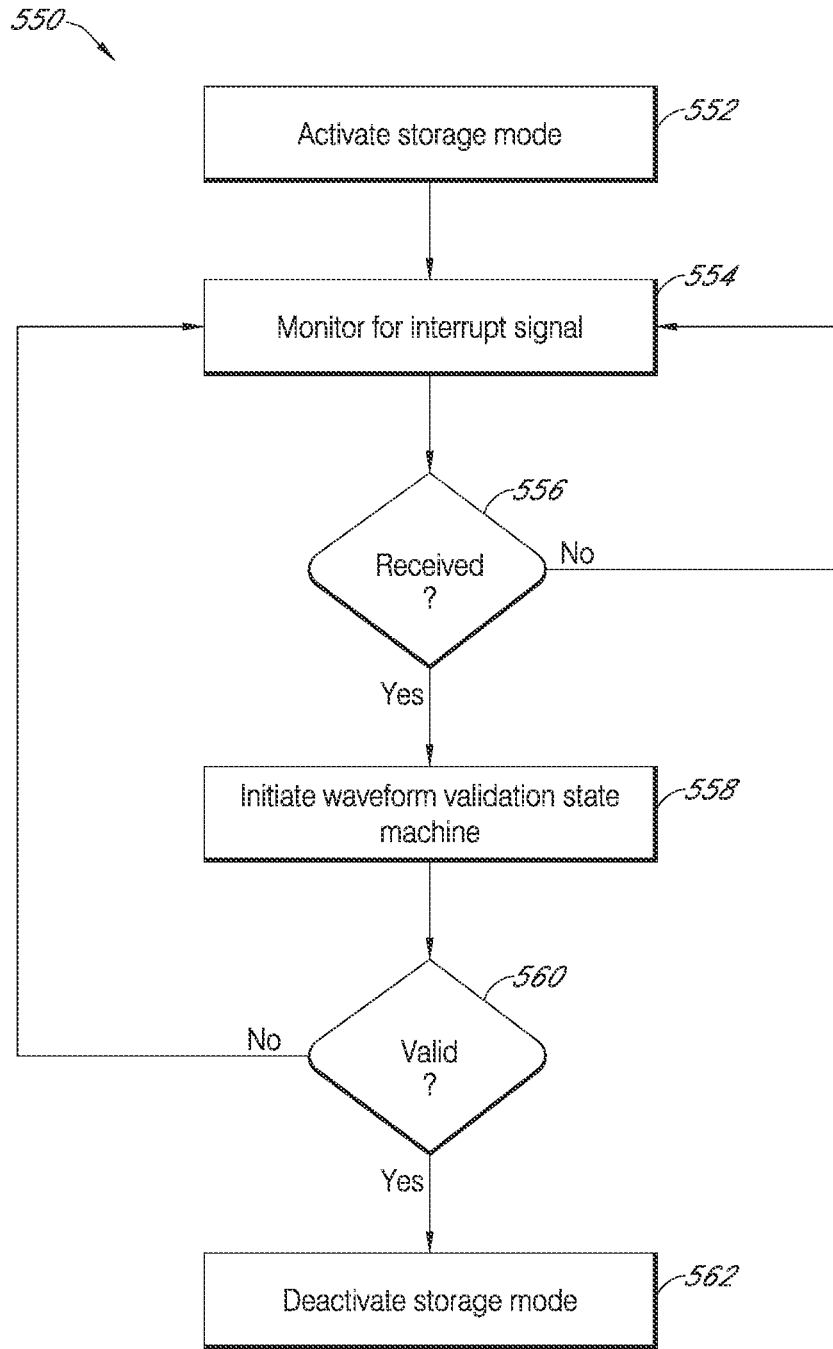 550
Activate storage mode
552
554
Monitor for interrupt signal
556
Received
?
No
Yes
Initiate waveform validation state
machine
558
560
No
Valid
?
Yes
Deactivate storage mode
562